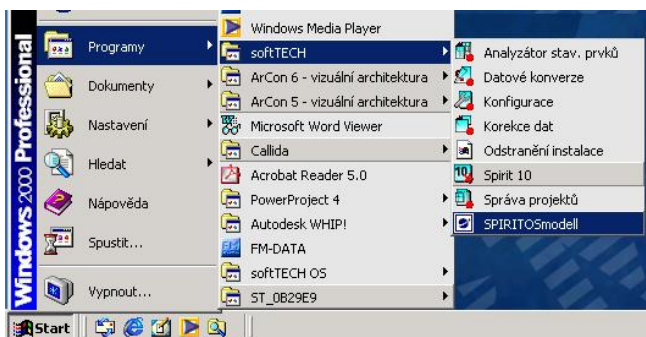 Windows 2000 Professional
Programy
Dokumenty
Nastavení
Hledat
Nápověda
Spustit...
Vypnout...
Start
Windows Media Player
softTECH
ArCon 6 - vizuální architektura
ArCon 5 - vizuální architektura
Microsoft Word Viewer
Callida
Acrobat Reader 5.0
PowerProject 4
Autodesk WHIP!
FM-DATA
softTECH OS
ST_0B29E9
Analyzátor stav. prvků
Datové konverze
Konfigurace
Korekce dat
Odstranění instalace
Spirit 10
Správa projektů
SPIRITOSmodell